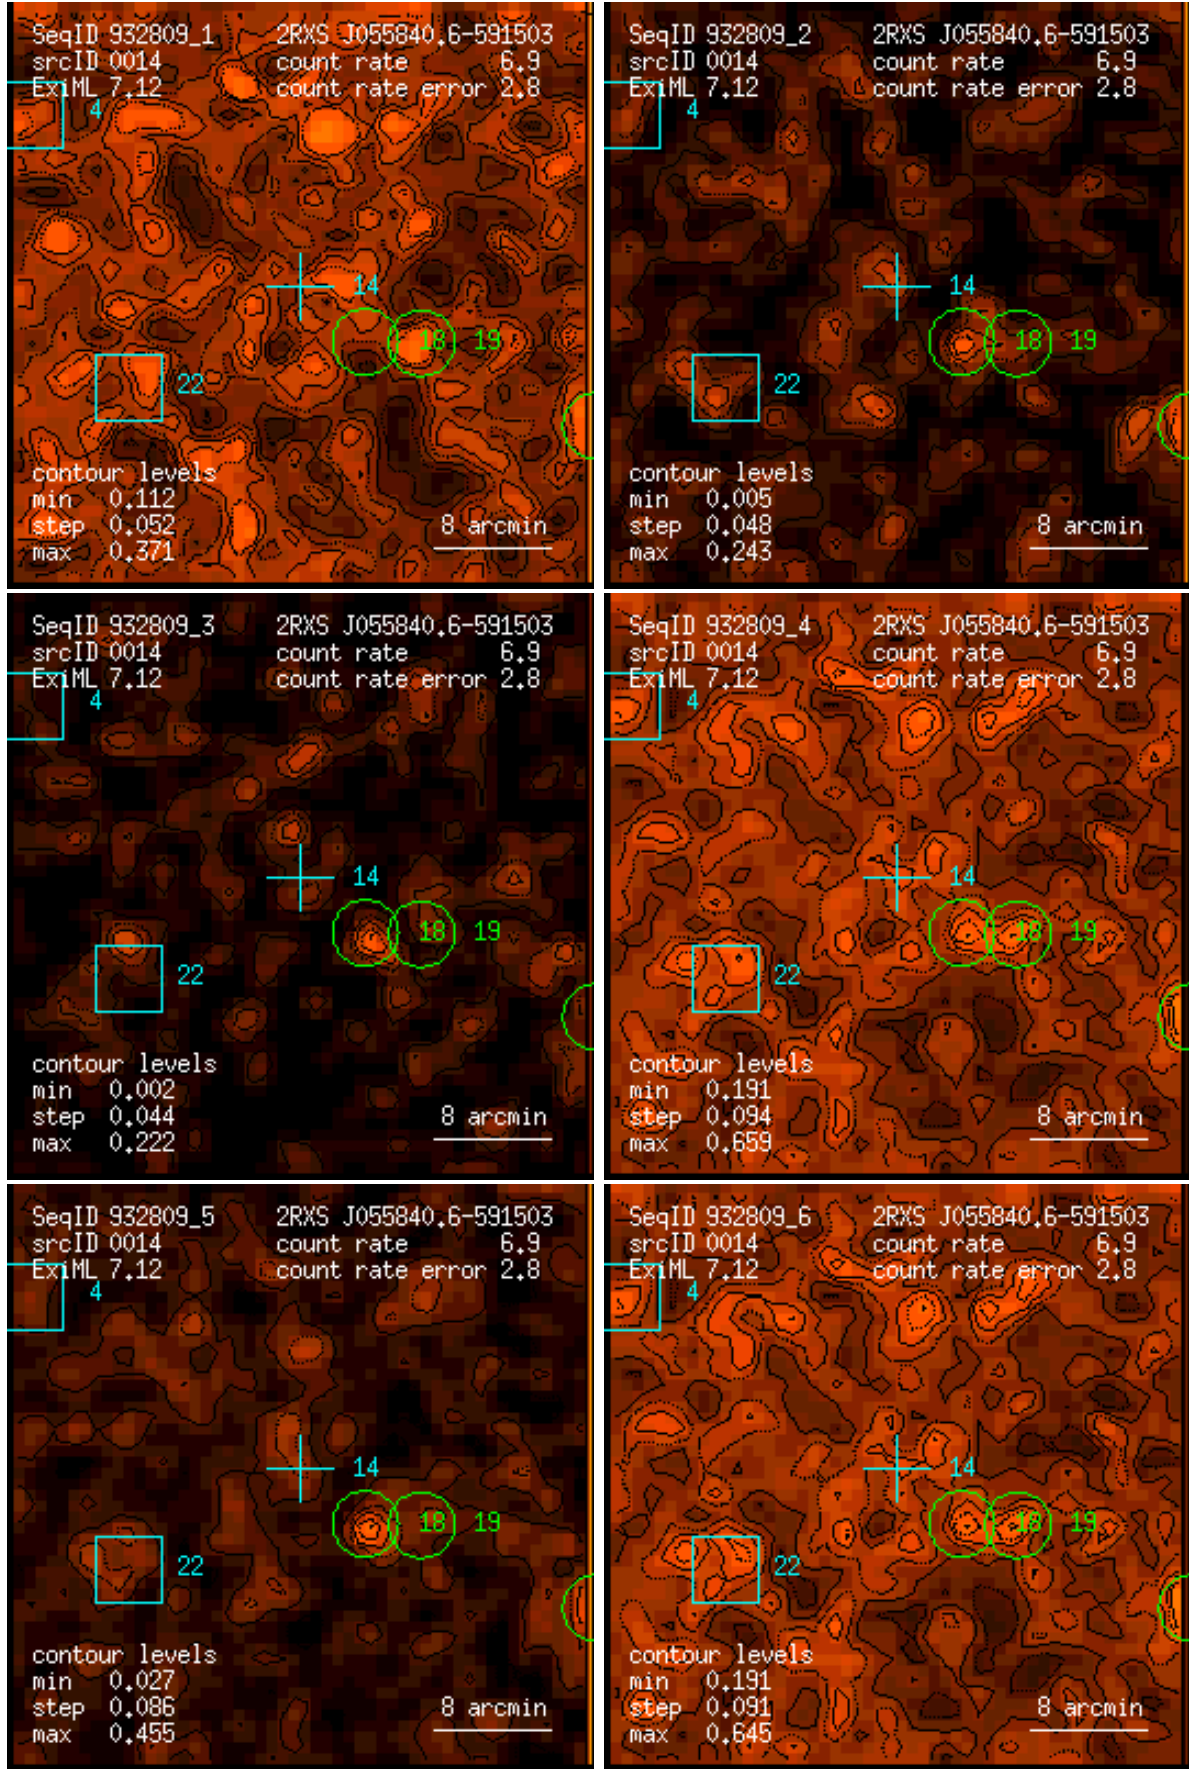 SeqID 932809_1 2RXS J055840.6-591503
srcID 0014 count rate 6.9
ExiML 7.12 count rate error 2.8
4
14
18 19
22
contour levels
min 0.112
step 0.052 8 arcmin
max 0.371
SeqID 932809_2 2RXS J055840.6-591503
srcID 0014 count rate 6.9
ExiML 7.12 count rate error 2.8
4
14
18 19
22
contour levels
min 0.005
step 0.048 8 arcmin
max 0.243
SeqID 932809_3 2RXS J055840.6-591503
srcID 0014 count rate 6.9
ExiML 7.12 count rate error 2.8
4
14
18 19
22
contour levels
min 0.002
step 0.044 8 arcmin
max 0.222
SeqID 932809_4 2RXS J055840.6-591503
srcID 0014 count rate 6.9
ExiML 7.12 count rate error 2.8
4
14
18 19
22
contour levels
min 0.191
step 0.094 8 arcmin
max 0.659
SeqID 932809_5 2RXS J055840.6-591503
srcID 0014 count rate 6.9
ExiML 7.12 count rate error 2.8
4
14
18 19
22
contour levels
min 0.027
step 0.086 8 arcmin
max 0.455
SeqID 932809_6 2RXS J055840.6-591503
srcID 0014 count rate 6.9
ExiML 7.12 count rate error 2.8
4
14
18 19
22
contour levels
min 0.191
step 0.091 8 arcmin
max 0.645